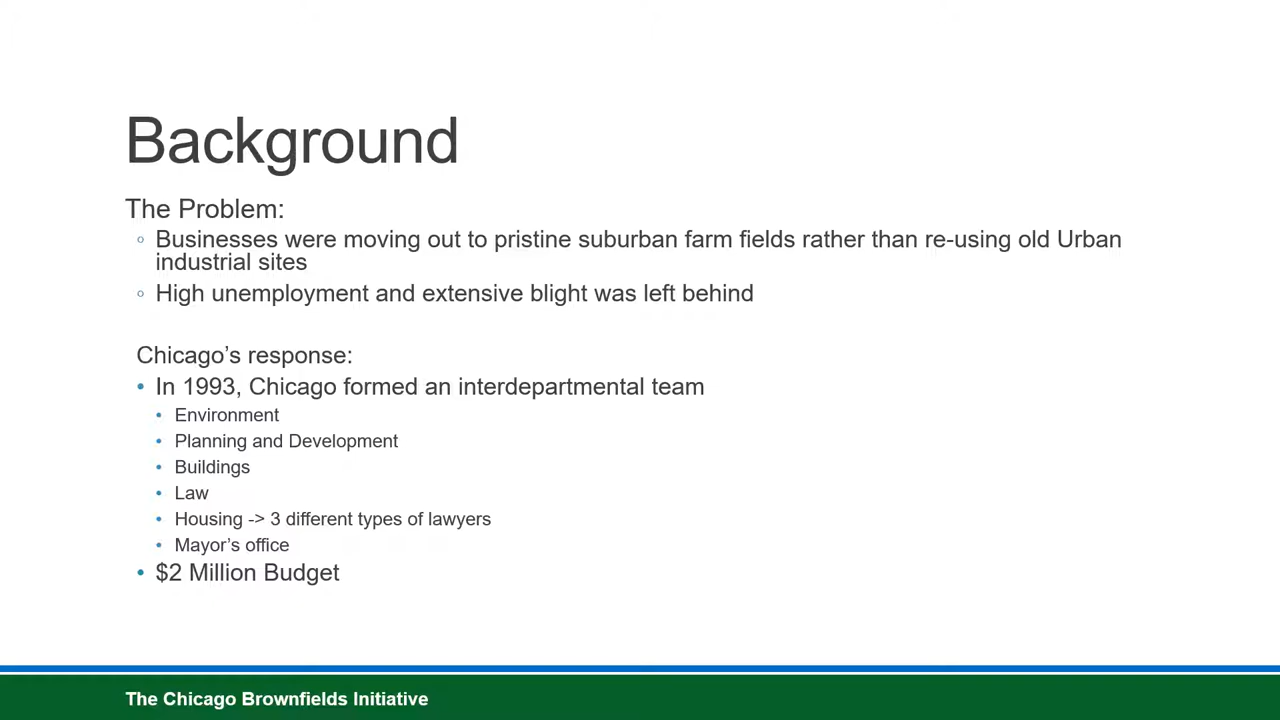 Background
The Problem:
◦ Businesses were moving out to pristine suburban farm fields rather than re-using old Urban
industrial sites
◦ High unemployment and extensive blight was left behind
Chicago’s response:
• In 1993, Chicago formed an interdepartmental team
• Environment
• Planning and Development
• Buildings
• Law
• Housing -> 3 different types of lawyers
• Mayor’s office
• $2 Million Budget
The Chicago Brownfields Initiative